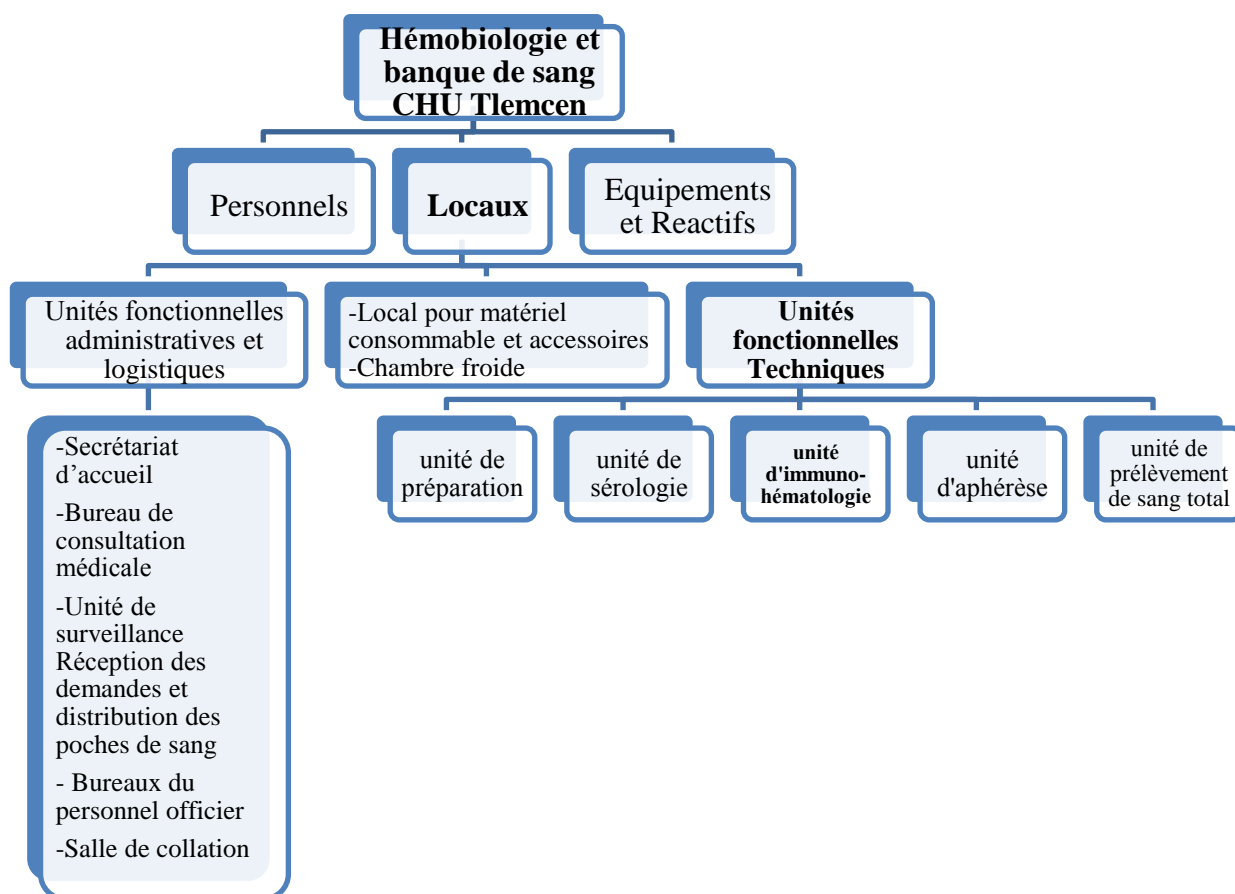 Hémobiologie et
banque de sang
CHU Tlemcen
Personnels
Locaux
Equipements
et Reactifs
Unités fonctionnelles
administratives et
logistiques
-Local pour matériel
consommable et accessoires
-Chambre froide
Unités
fonctionnelles
Techniques
-Secrétariat
d’accueil
-Bureau de
consultation
médicale
-Unité de
surveillance
Réception des
demandes et
distribution des
poches de sang
- Bureaux du
personnel officier
-Salle de collation
unité de
préparation
unité de
sérologie
unité
d'immuno-
hématologie
unité
d'aphérèse
unité de
prélèvement
de sang total